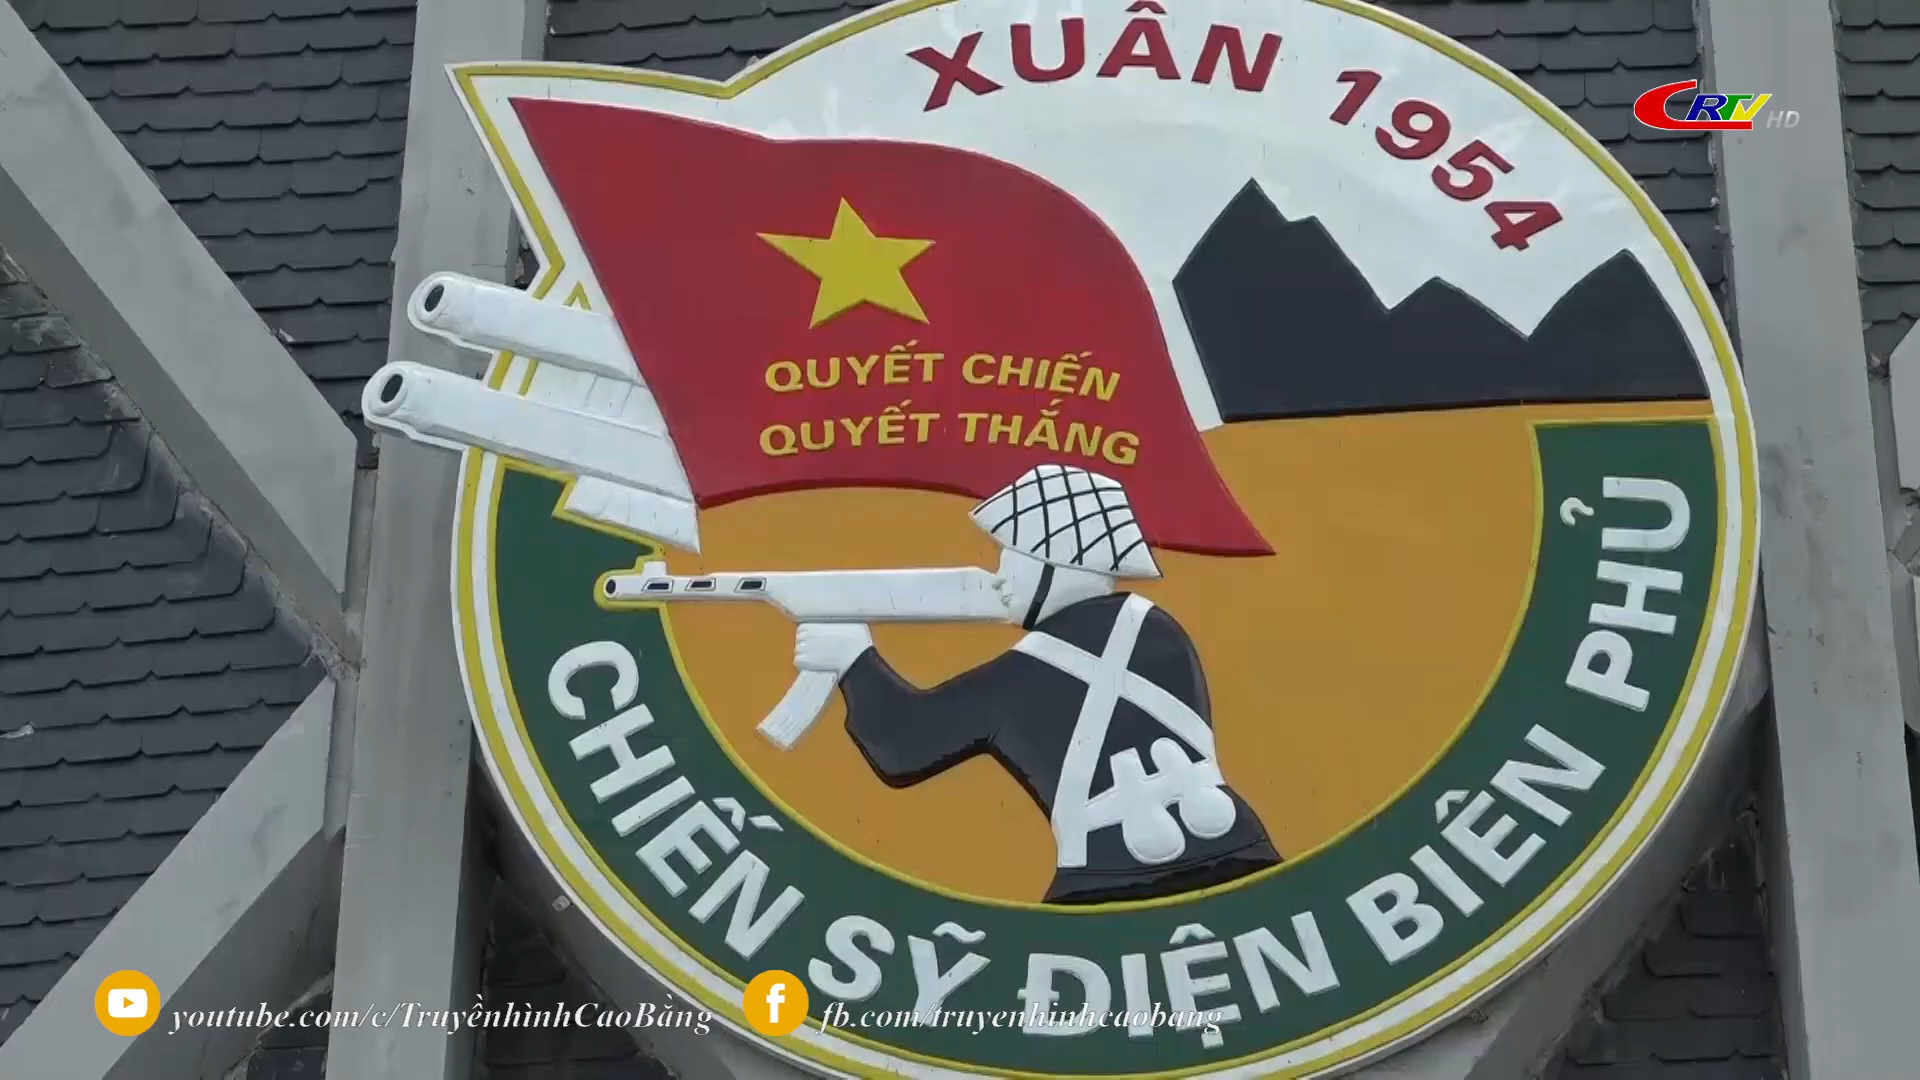 XUÂN 1954
CRTV HD
QUYẾT CHIẾN
QUYẾT THẮNG
CHIẾN SỸ ĐIỆN BIÊN PHỦ
youtube.com/c/TruyềnhìnhCaoBằng
fb.com/truyenhinhcaobang